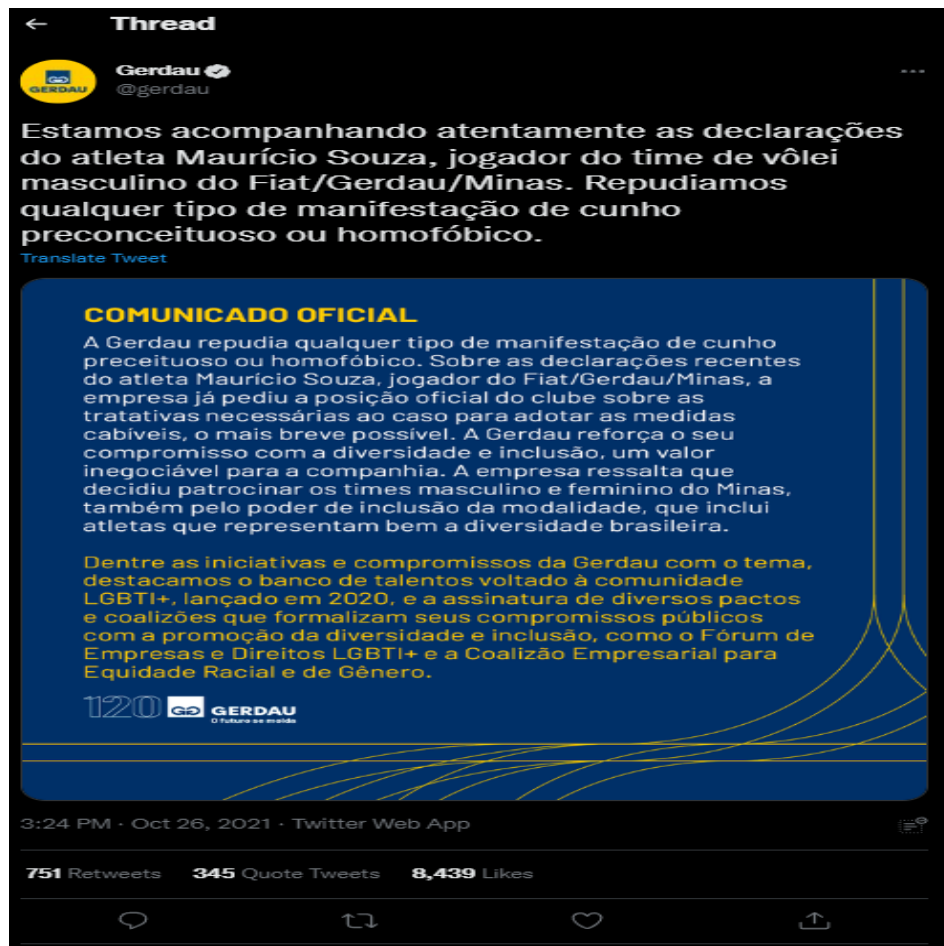 Thread
Gerdau
@gerdau
GERDAU
Estamos acompanhando atentamente as declarações
do atleta Maurício Souza, jogador do time de vôlei
masculino do Fiat/Gerdau/Minas. Repudiamos
qualquer tipo de manifestação de cunho
preconceituoso ou homofóbico.
Translate Tweet
COMUNICADO OFICIAL
A Gerdau repudia qualquer tipo de manifestação de cunho
preceituoso ou homofóbico. Sobre as declarações recentes
do atleta Maurício Souza, jogador do Fiat/Gerdau/Minas, a
empresa já pediu a posição oficial do clube sobre as
tratativas necessárias ao caso para adotar as medidas
cabíveis, o mais breve possível. A Gerdau reforça o seu
compromisso com a diversidade e inclusão, um valor
inegociável para a companhia. A empresa ressalta que
decidiu patrocinar os times masculino e feminino do Minas,
também pelo poder de inclusão da modalidade, que inclui
atletas que representam bem a diversidade brasileira.
Dentre as iniciativas e compromissos da Gerdau com o tema,
destacamos o banco de talentos voltado à comunidade
LGBTI+, lançado em 2020, e a assinatura de diversos pactos
e coalizões que formalizam seus compromissos públicos
com a promoção da diversidade e inclusão, como o Fórum de
Empresas e Direitos LGBTI+ e a Coalizão Empresarial para
Equidade Racial e de Gênero.
120 GERDAU
O futuro se molda
3:24 PM · Oct 26, 2021 · Twitter Web App
751 Retweets 345 Quote Tweets 8,439 Likes